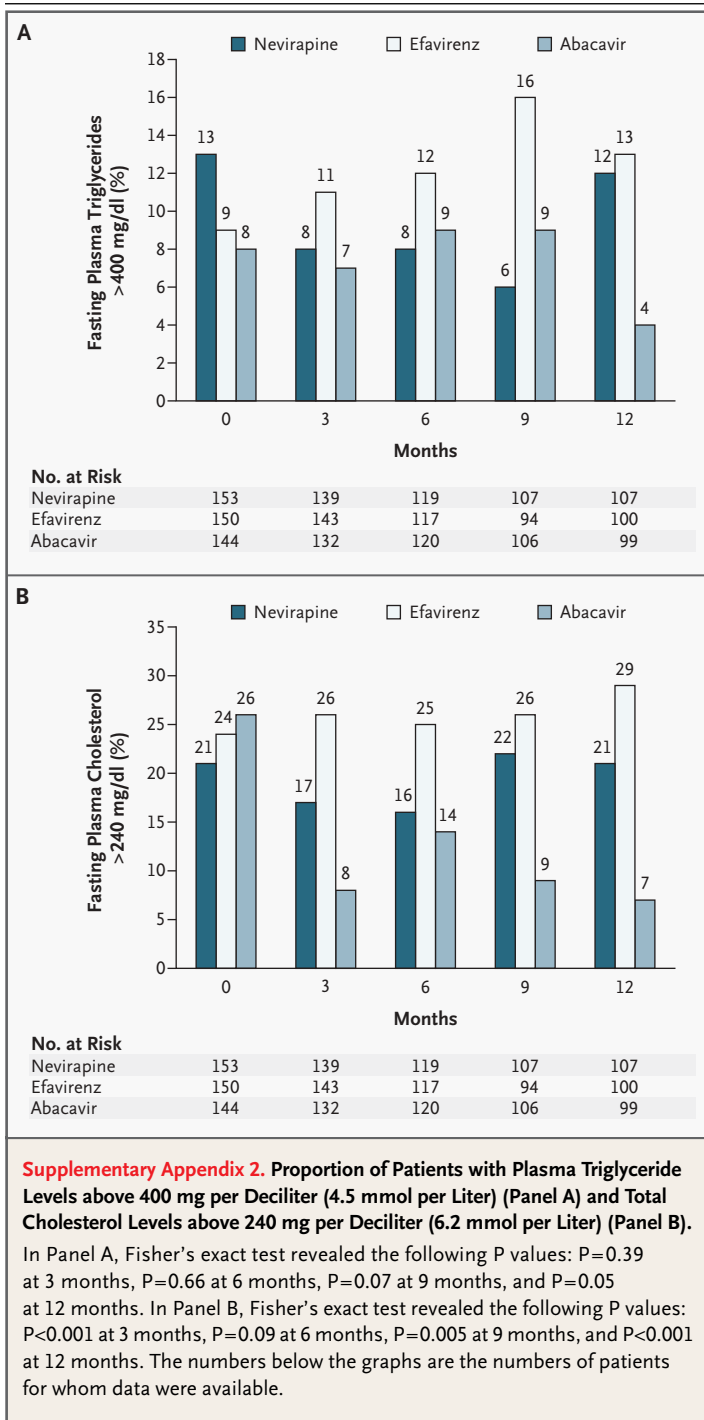 A
Nevirapine Efavirenz Abacavir
Fasting Plasma Triglycerides
>400 mg/dl (%)
18
16
14
12
10
8
6
4
2
0
13 9 8
8 11 7
8 12 9
6 16 9
12 13 4
0 3 6 9 12
Months
No. at Risk
Nevirapine 153 139 119 107 107
Efavirenz 150 143 117 94 100
Abacavir 144 132 120 106 99
B
Nevirapine Efavirenz Abacavir
Fasting Plasma Cholesterol
>240 mg/dl (%)
35
30
25
20
15
10
5
0
21 24 26
17 26 8
16 25 14
22 26 9
21 29 7
0 3 6 9 12
Months
No. at Risk
Nevirapine 153 139 119 107 107
Efavirenz 150 143 117 94 100
Abacavir 144 132 120 106 99
Supplementary Appendix 2. Proportion of Patients with Plasma Triglyceride
Levels above 400 mg per Deciliter (4.5 mmol per Liter) (Panel A) and Total
Cholesterol Levels above 240 mg per Deciliter (6.2 mmol per Liter) (Panel B).
In Panel A, Fisher's exact test revealed the following P values: P=0.39
at 3 months, P=0.66 at 6 months, P=0.07 at 9 months, and P=0.05
at 12 months. In Panel B, Fisher's exact test revealed the following P values:
P<0.001 at 3 months, P=0.09 at 6 months, P=0.005 at 9 months, and P<0.001
at 12 months. The numbers below the graphs are the numbers of patients
for whom data were available.